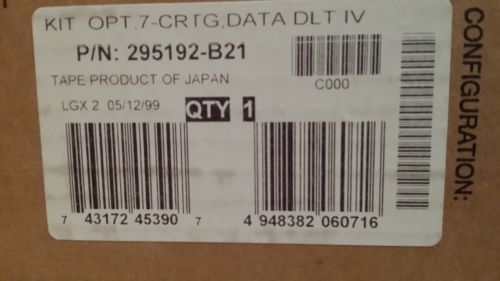 KIT OPT.7-CRTG,DATA DLT IV
P/N: 295192-B21
C000
TAPE PRODUCT OF JAPAN
LGX 2 05/12/99 QTY 1
7 43172 45390 7
4 948382 060716
CONFIGURATION: